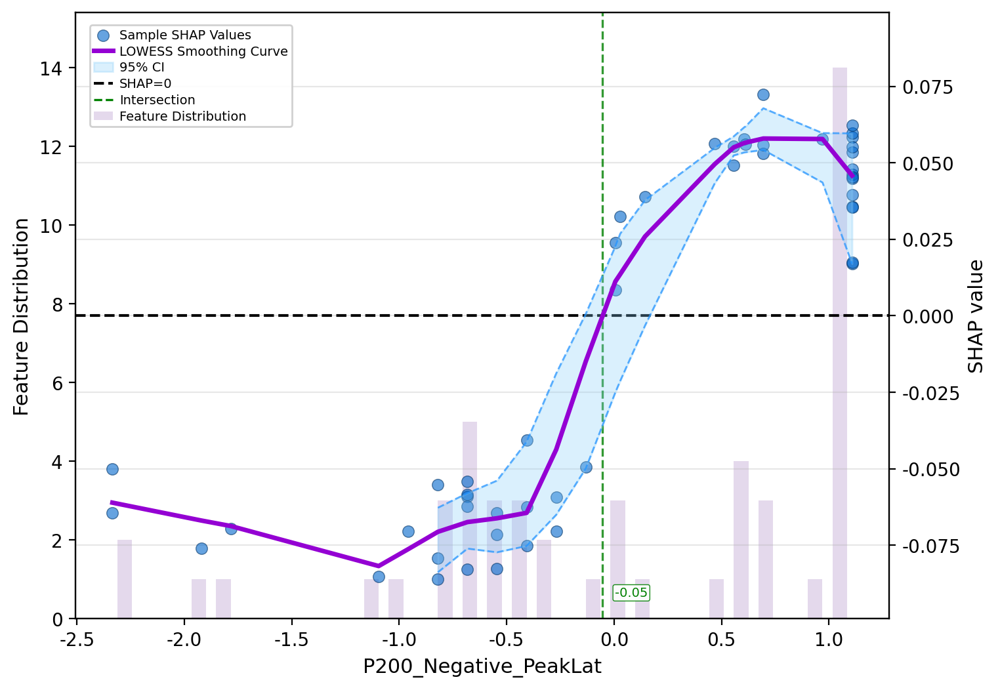 Sample SHAP Values
LOWESS Smoothing Curve
95% CI
SHAP=0
Intersection
Feature Distribution
14
12
10
8
6
4
2
0
Feature Distribution
0.075
0.050
0.025
0.000
-0.025
-0.050
-0.075
SHAP value
-0.05
-2.5 -2.0 -1.5 -1.0 -0.5 0.0 0.5 1.0
P200_Negative_PeakLat